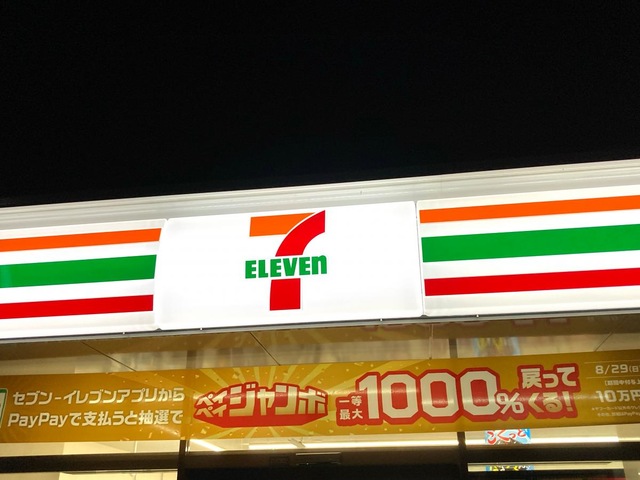 7
ELEVEn
セブン-イレブンアプリから
PayPayで支払うと抽選で
ペイペイジャンボ
一等
最大
1000%
戻って
くる!
8/29(日)
10万円